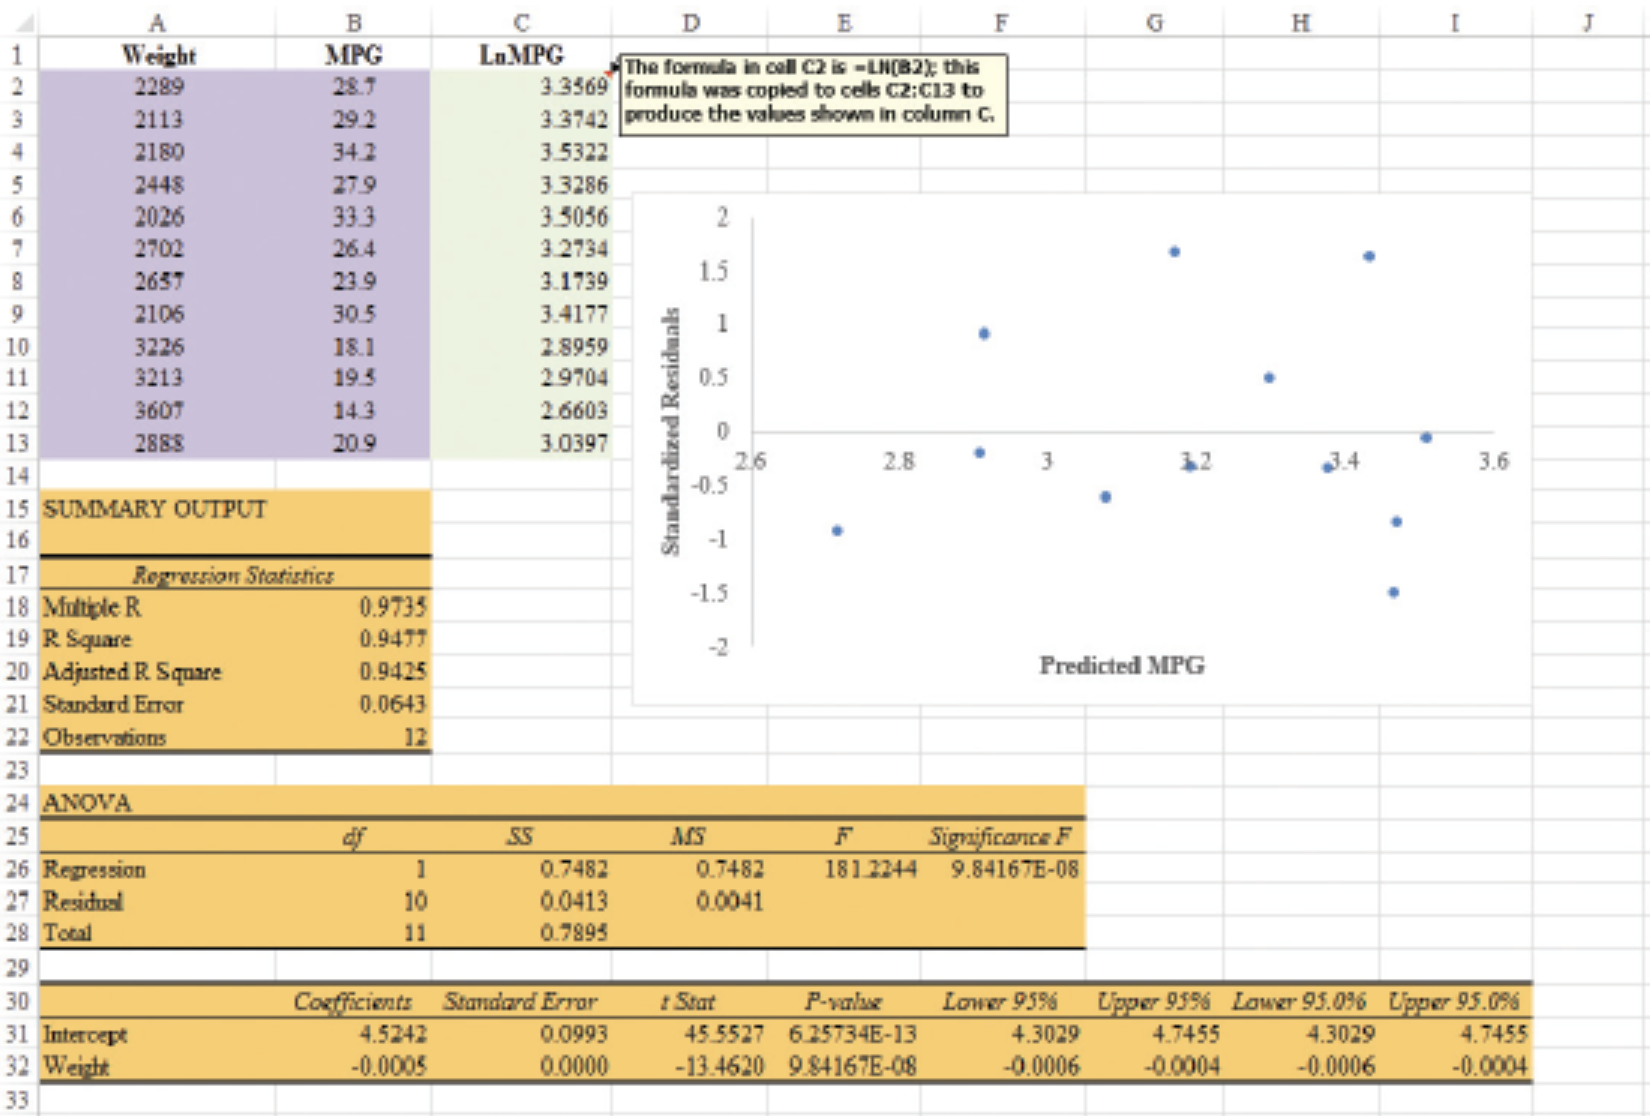 A B C D E F G H I J
1 Weight MPG LnMPG
2 2289 28.7 3.3569
3 2113 29.2 3.3742
4 2180 34.2 3.5322
5 2448 27.9 3.3286
6 2026 33.3 3.5056
7 2702 26.4 3.2734
8 2657 23.9 3.1739
9 2106 30.5 3.4177
10 3226 18.1 2.8959
11 3213 19.5 2.9704
12 3607 14.3 2.6603
13 2888 20.9 3.0397
14
The formula in cell C2 is =LN(B2); this
formula was copied to cells C2:C13 to
produce the values shown in column C.
2
1.5
1
0.5
0
-0.5
-1
-1.5
-2
Standardized Residuals
2.6 2.8 3 3.2 3.4 3.6
Predicted MPG
15 SUMMARY OUTPUT
16
17 Regression Statistics
18 Multiple R 0.9735
19 R Square 0.9477
20 Adjusted R Square 0.9425
21 Standard Error 0.0643
22 Observations 12
23
24 ANOVA
25 df SS MS F Significance F
26 Regression 1 0.7482 0.7482 181.2244 9.84167E-08
27 Residual 10 0.0413 0.0041
28 Total 11 0.7895
29
30 Coefficients Standard Error t Stat P-value Lower 95% Upper 95% Lower 95.0% Upper 95.0%
31 Intercept 4.5242 0.0993 45.5527 6.25734E-13 4.3029 4.7455 4.3029 4.7455
32 Weight -0.0005 0.0000 -13.4620 9.84167E-08 -0.0006 -0.0004 -0.0006 -0.0004
33